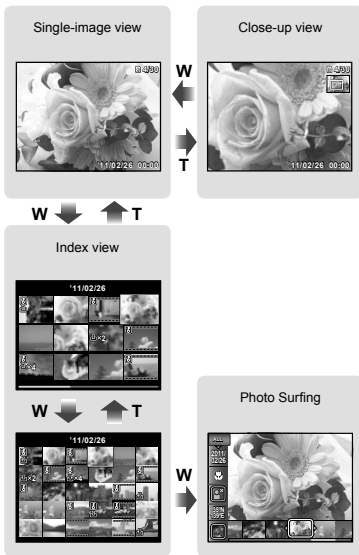 Single-image view
Close-up view
4/30
'11/02/26 00:00
W
T
4/30
'11/02/26 00:00
W T
Index view
'11/02/26
×2
×4
W T
'11/02/26
×2
×4
W
Photo Surfing
ALL
2011/
02/26